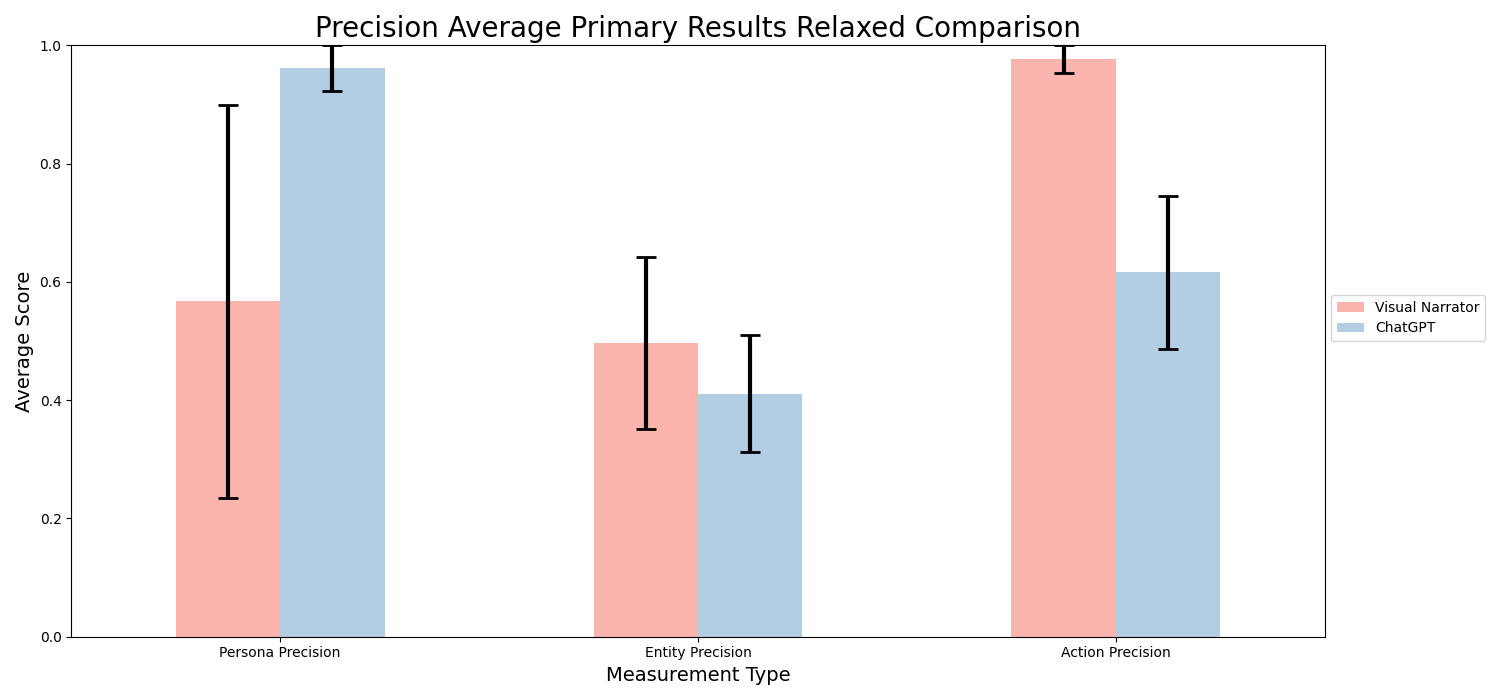 Precision Average Primary Results Relaxed Comparison
Average Score
1.0
0.8
0.6
0.4
0.2
0.0
Persona Precision
Entity Precision
Action Precision
Measurement Type
Visual Narrator
ChatGPT